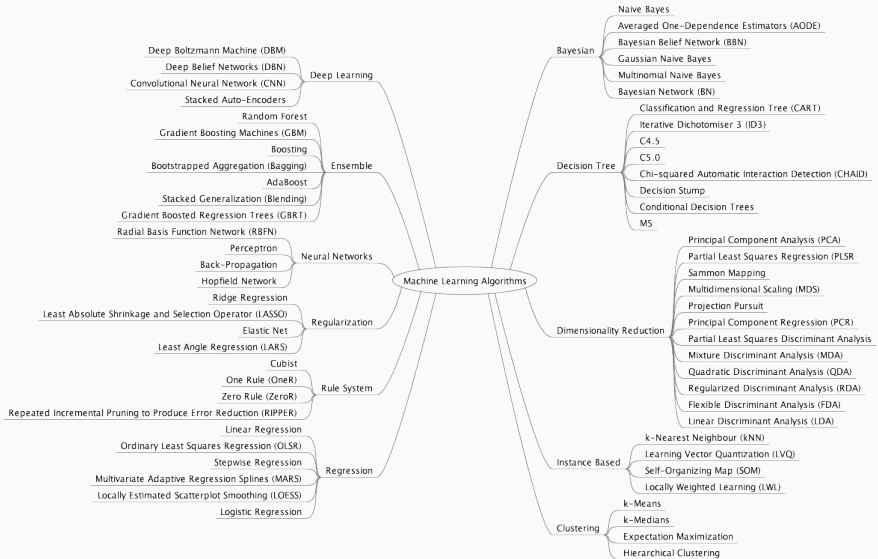 Machine Learning Algorithms
Deep Learning
Deep Boltzmann Machine (DBM)
Deep Belief Networks (DBN)
Convolutional Neural Network (CNN)
Stacked Auto-Encoders
Ensemble
Random Forest
Gradient Boosting Machines (GBM)
Boosting
Bootstrapped Aggregation (Bagging)
AdaBoost
Stacked Generalization (Blending)
Gradient Boosted Regression Trees (GBRT)
Neural Networks
Radial Basis Function Network (RBFN)
Perceptron
Back-Propagation
Hopfield Network
Regularization
Ridge Regression
Least Absolute Shrinkage and Selection Operator (LASSO)
Elastic Net
Least Angle Regression (LARS)
Rule System
Cubist
One Rule (OneR)
Zero Rule (ZeroR)
Repeated Incremental Pruning to Produce Error Reduction (RIPPER)
Regression
Linear Regression
Ordinary Least Squares Regression (OLSR)
Stepwise Regression
Multivariate Adaptive Regression Splines (MARS)
Locally Estimated Scatterplot Smoothing (LOESS)
Logistic Regression
Bayesian
Naive Bayes
Averaged One-Dependence Estimators (AODE)
Bayesian Belief Network (BBN)
Gaussian Naive Bayes
Multinomial Naive Bayes
Bayesian Network (BN)
Decision Tree
Classification and Regression Tree (CART)
Iterative Dichotomiser 3 (ID3)
C4.5
C5.0
Chi-squared Automatic Interaction Detection (CHAID)
Decision Stump
Conditional Decision Trees
M5
Dimensionality Reduction
Principal Component Analysis (PCA)
Partial Least Squares Regression (PLSR
Sammon Mapping
Multidimensional Scaling (MDS)
Projection Pursuit
Principal Component Regression (PCR)
Partial Least Squares Discriminant Analysis
Mixture Discriminant Analysis (MDA)
Quadratic Discriminant Analysis (QDA)
Regularized Discriminant Analysis (RDA)
Flexible Discriminant Analysis (FDA)
Linear Discriminant Analysis (LDA)
Instance Based
k-Nearest Neighbour (kNN)
Learning Vector Quantization (LVQ)
Self-Organizing Map (SOM)
Locally Weighted Learning (LWL)
Clustering
k-Means
k-Medians
Expectation Maximization
Hierarchical Clustering